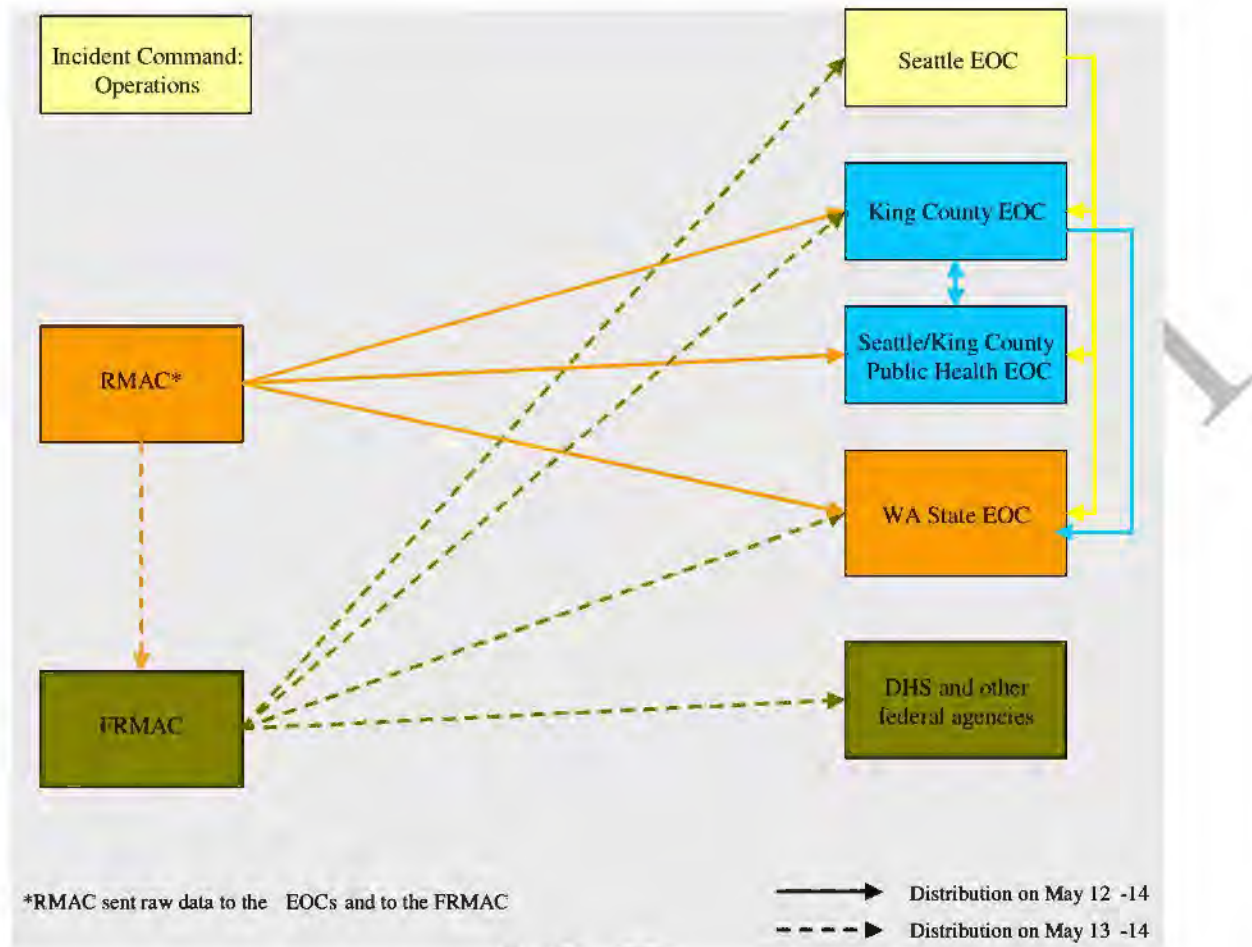 Incident Command:
Operations
Seattle EOC
King County EOC
RMAC*
Seattle/King County
Public Health EOC
WA State EOC
FRMAC
DHS and other
federal agencies
*RMAC sent raw data to the EOCs and to the FRMAC
Distribution on May 12 -14
Distribution on May 13 -14